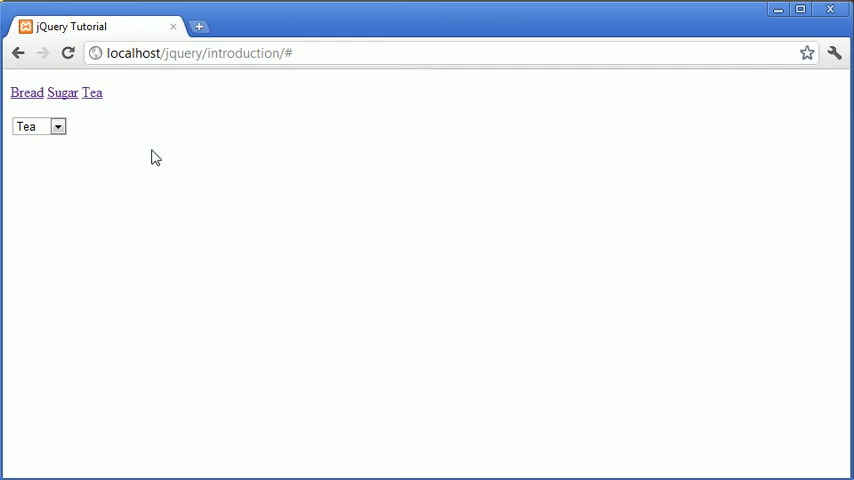 jQuery Tutorial
localhost/jquery/introduction/#
Bread Sugar Tea
Tea